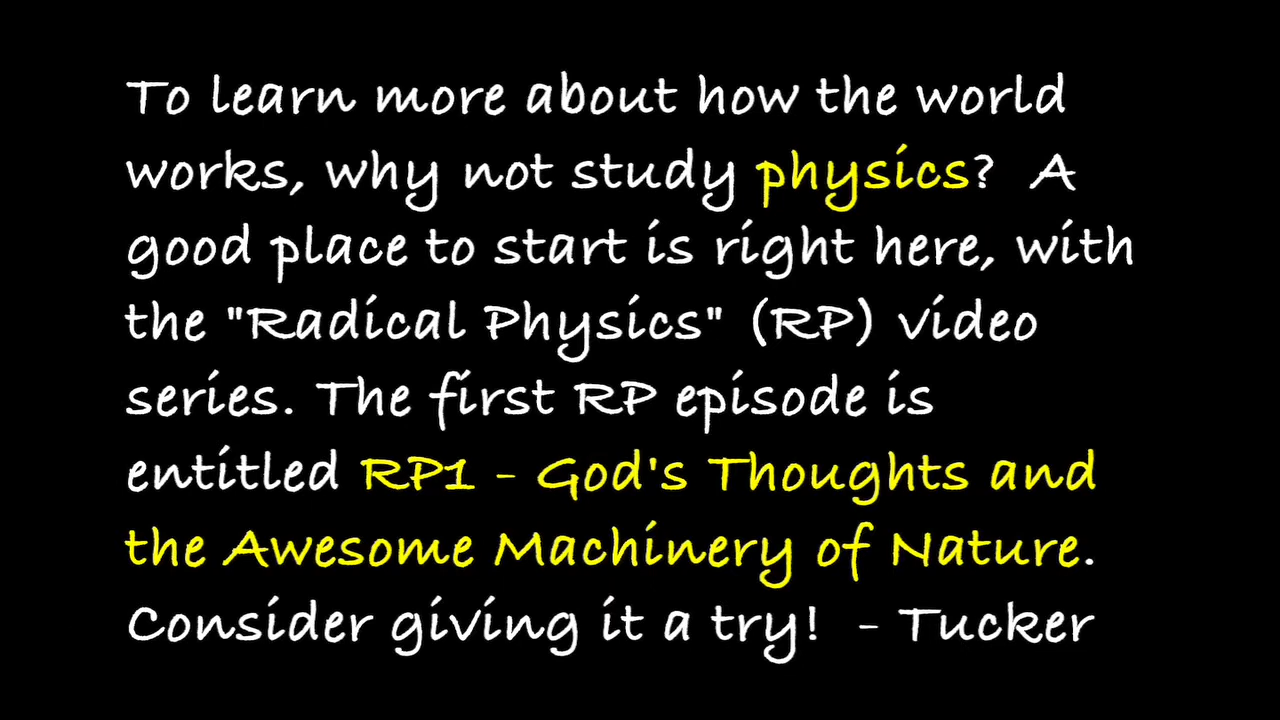 To learn more about how the world
works, why not study physics?  A
good place to start is right here, with
the "Radical Physics" (RP) video
series. The first RP episode is
entitled RP1 - God's Thoughts and
the Awesome Machinery of Nature.
Consider giving it a try!  - Tucker